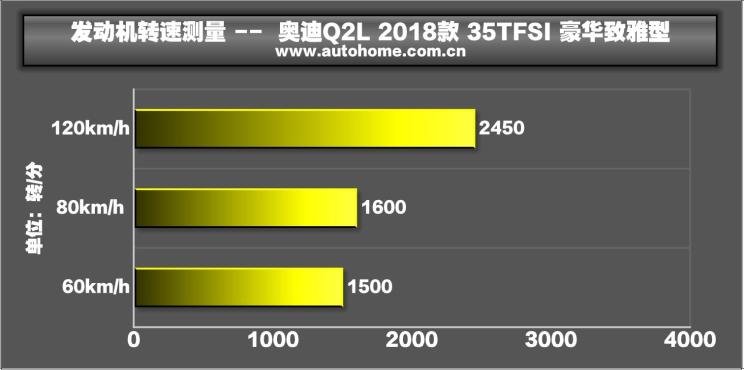 发动机转速测量 -- 奥迪Q2L 2018款 35TFSI 豪华致雅型
www.autohome.com.cn
单位：转/分
120km/h 2450
80km/h 1600
60km/h 1500
0 1000 2000 3000 4000